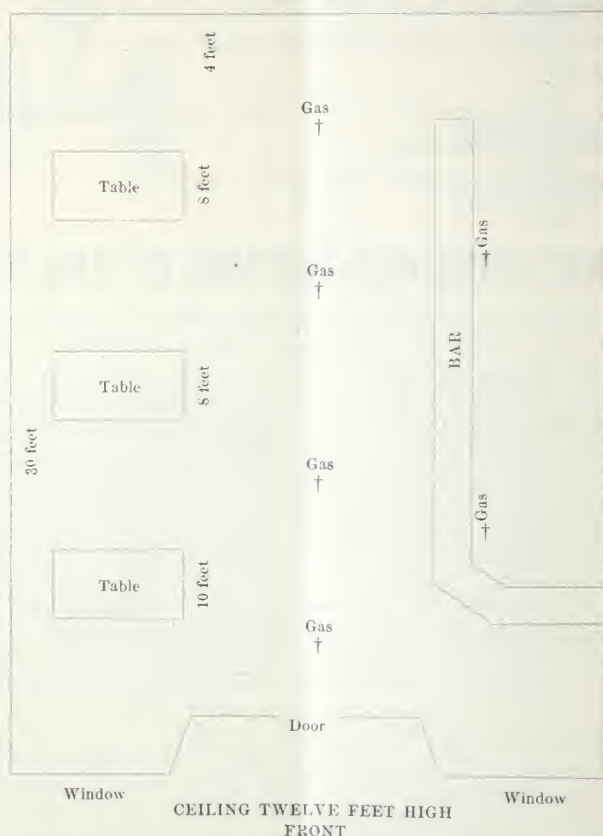 4 feet
Gas
†
Table
8 feet
†Gas
Gas
†
BAR
Table
8 feet
30 feet
Gas
†
†Gas
Table
10 feet
Gas
†
Door
Window
Window
CEILING TWELVE FEET HIGH
FRONT